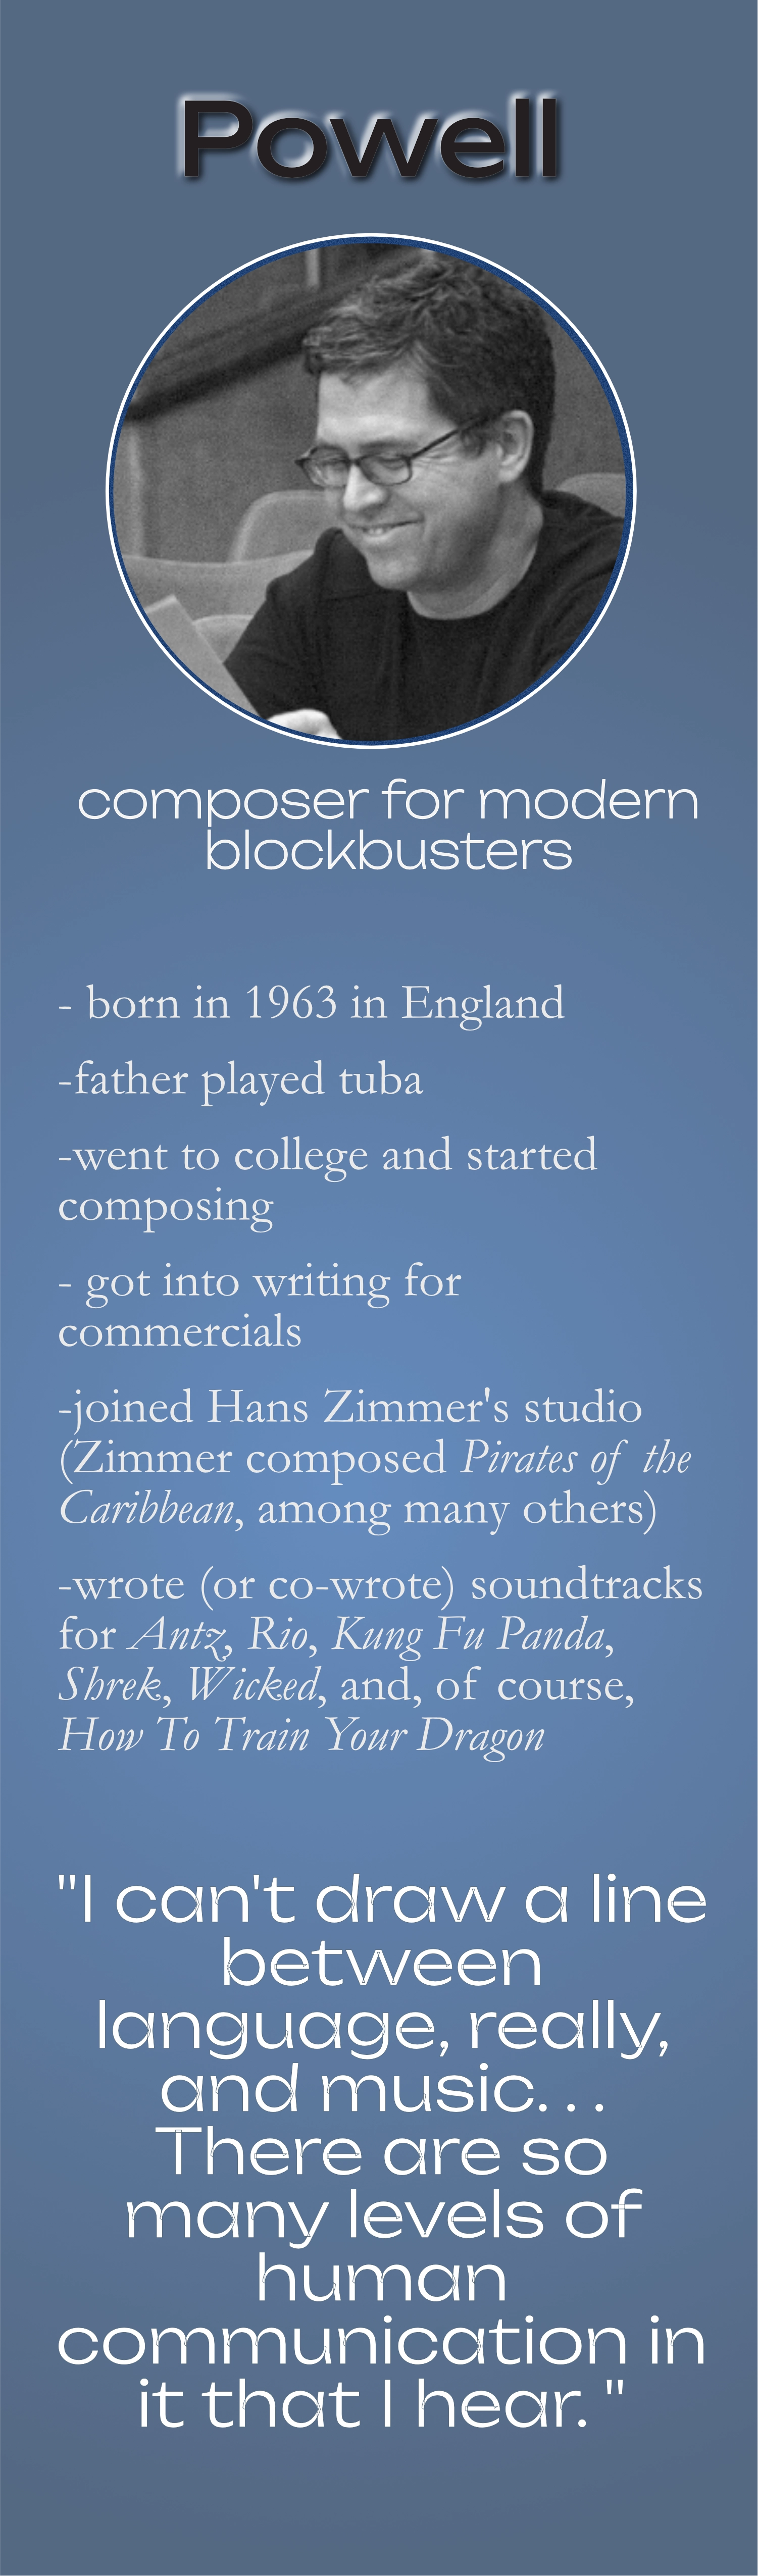 Powell
composer for modern
blockbusters
- born in 1963 in England
-father played tuba
-went to college and started
composing
- got into writing for
commercials
-joined Hans Zimmer's studio
(Zimmer composed Pirates of the
Caribbean, among many others)
-wrote (or co-wrote) soundtracks
for Antz, Rio, Kung Fu Panda,
Shrek, Wicked, and, of course,
How To Train Your Dragon
"I can't draw a line
between
language, really,
and music. . .
There are so
many levels of
human
communication in
it that I hear. "